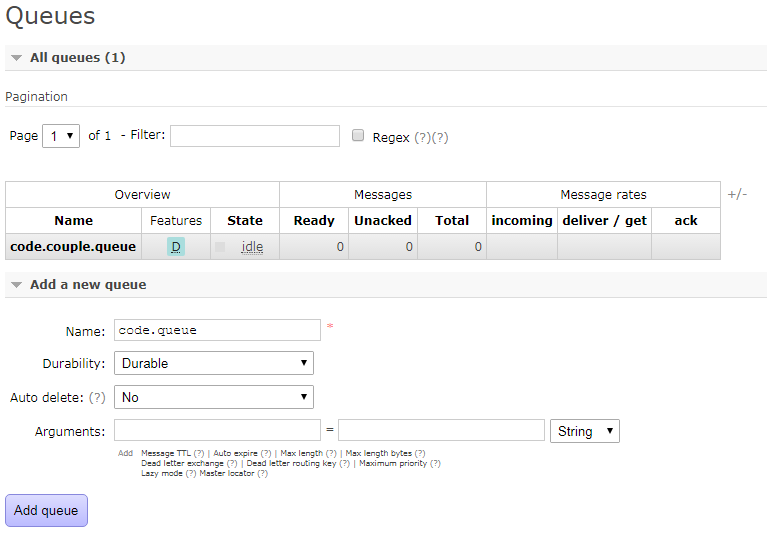 Queues
All queues (1)
Pagination
Page 1 of 1 - Filter: Regex (?)(?)
Overview Messages Message rates +/-
Name Features State Ready Unacked Total incoming deliver / get ack
code.couple.queue D idle 0 0 0
Add a new queue
Name: code.queue *
Durability: Durable
Auto delete: (?) No
Arguments: = String
Add Message TTL (?) | Auto expire (?) | Max length (?) | Max length bytes (?)
Dead letter exchange (?) | Dead letter routing key (?) | Maximum priority (?)
Lazy mode (?) Master locator (?)
Add queue